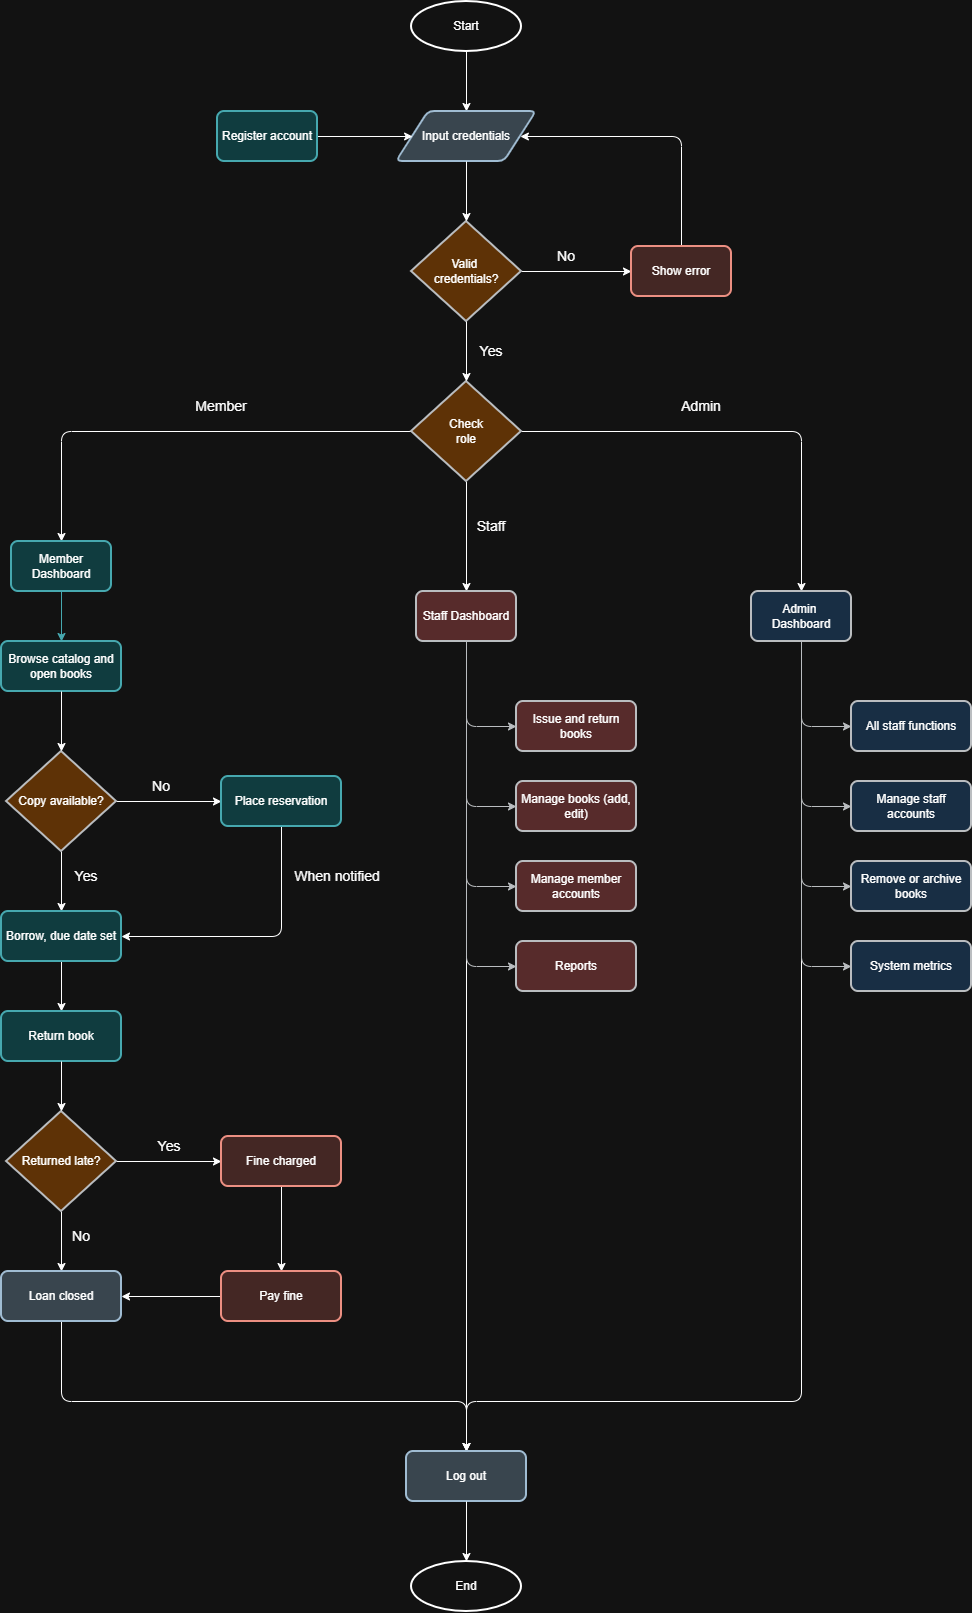 Start
Register account
Input credentials
Valid
credentials?
No
Show error
Yes
Member
Check
role
Admin
Staff
Member
Dashboard
Staff Dashboard
Admin
Dashboard
Browse catalog and
open books
Issue and return
books
All staff functions
Copy available?
No
Place reservation
Manage books (add,
edit)
Manage staff
accounts
Yes
When notified
Manage member
accounts
Remove or archive
books
Borrow, due date set
Reports
System metrics
Return book
Returned late?
Yes
Fine charged
No
Loan closed
Pay fine
Log out
End